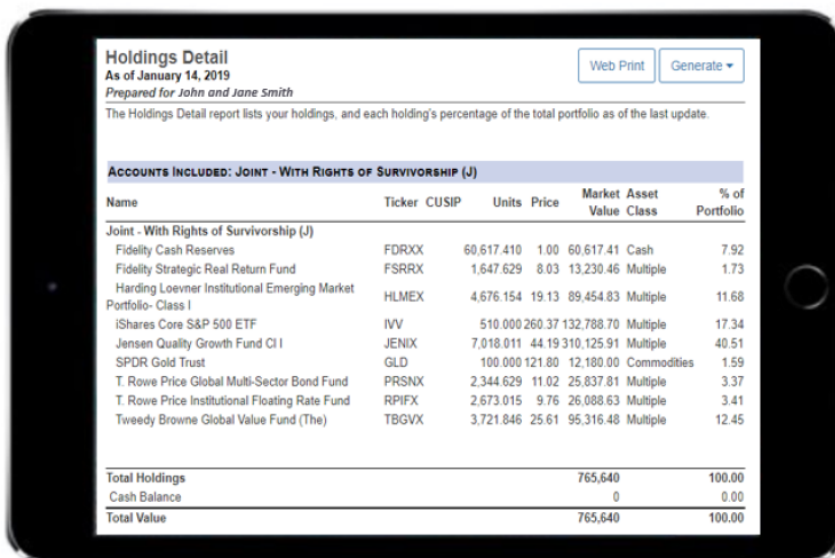 Holdings Detail
As of January 14, 2019
Prepared for John and Jane Smith
Web Print Generate
The Holdings Detail report lists your holdings, and each holding's percentage of the total portfolio as of the last update.
ACCOUNTS INCLUDED: JOINT - WITH RIGHTS OF SURVIVORSHIP (J)
Name Ticker CUSIP Units Price Market Value Asset Class % of Portfolio
Joint - With Rights of Survivorship (J)
Fidelity Cash Reserves FDRXX 60,617.410 1.00 60,617.41 Cash 7.92
Fidelity Strategic Real Return Fund FSRRX 1,647.629 8.03 13,230.46 Multiple 1.73
Harding Loevner Institutional Emerging Market Portfolio- Class I HLMEX 4,676.154 19.13 89,454.83 Multiple 11.68
iShares Core S&P 500 ETF IVV 510.000 260.37 132,788.70 Multiple 17.34
Jensen Quality Growth Fund Cl I JENIX 7,018.011 44.19 310,125.91 Multiple 40.51
SPDR Gold Trust GLD 100.000 121.80 12,180.00 Commodities 1.59
T. Rowe Price Global Multi-Sector Bond Fund PRSNX 2,344.629 11.02 25,837.81 Multiple 3.37
T. Rowe Price Institutional Floating Rate Fund RPIFX 2,673.015 9.76 26,088.63 Multiple 3.41
Tweedy Browne Global Value Fund (The) TBGVX 3,721.846 25.61 95,316.48 Multiple 12.45
Total Holdings 765,640 100.00
Cash Balance 0 0.00
Total Value 765,640 100.00